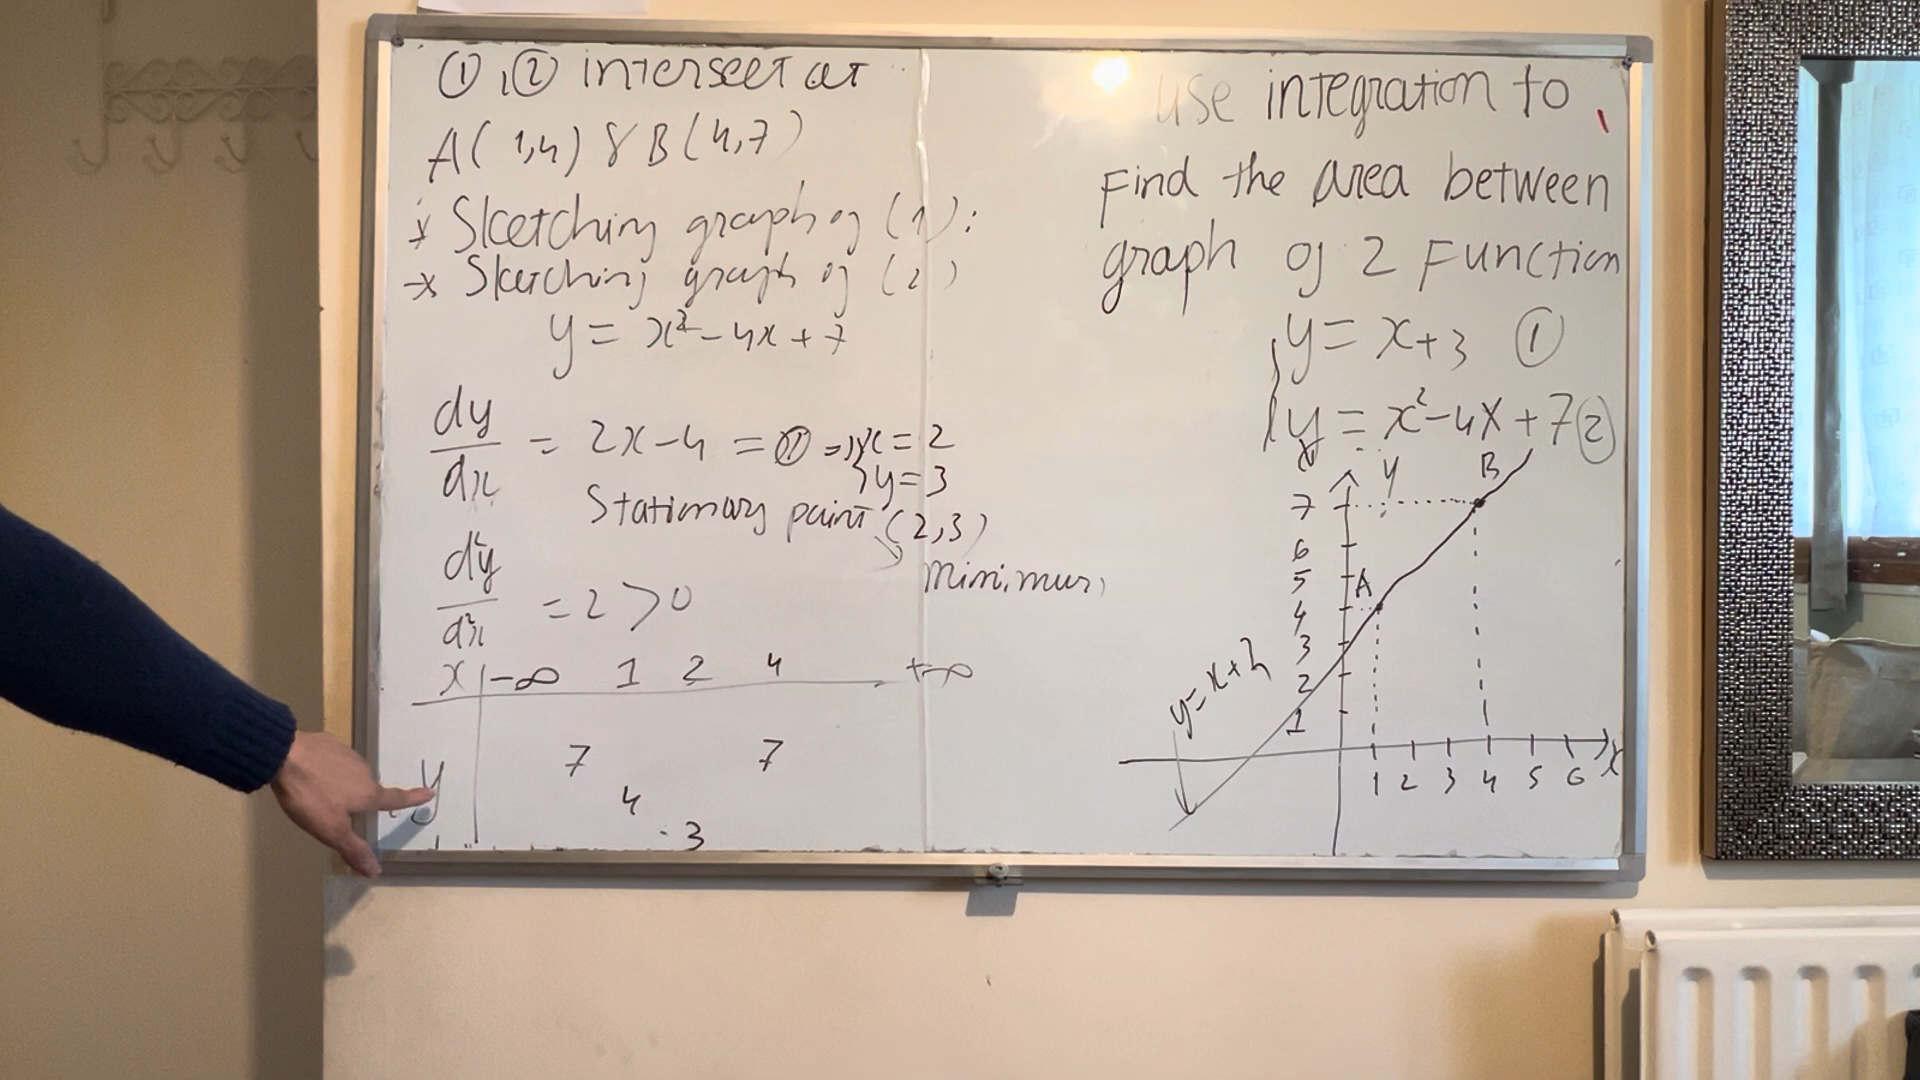 ①, ② intersect at
A(1,4) & B(4,7)
* Sketching graph of (1):
* Sketching graph of (2)
y = x² - 4x + 7
dy/dx = 2x - 4 = 0 => { x = 2
y = 3
Stationary point (2,3)
minimum
d²y/d²x = 2 > 0
x | -∞ 1 2 4 +∞
y | 7 4 3 7
use integration to
Find the area between
graph of 2 Function
{ y = x+3 ①
y = x² - 4x + 7 ②
y
B
7
6
5 A
4
3
2
1
y = x+3
1 2 3 4 5 6 x